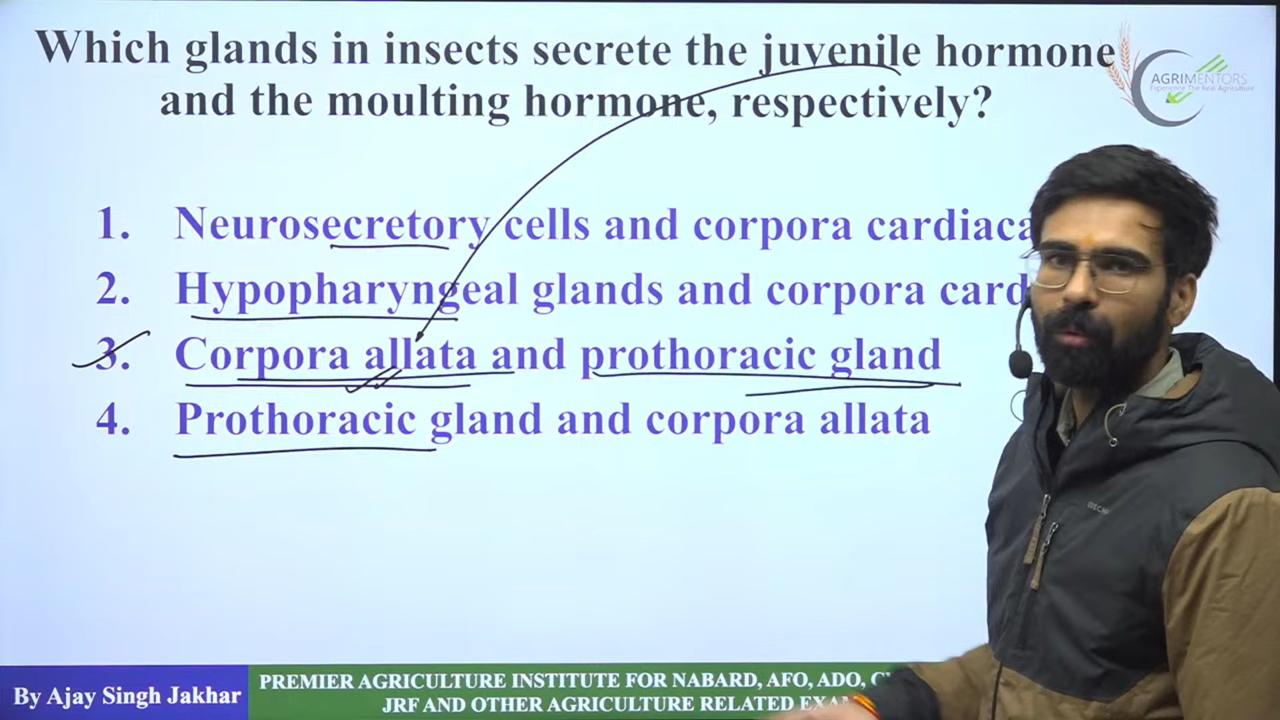 Which glands in insects secrete the juvenile hormone
and the moulting hormone, respectively?
AGRIMENTORS
Experience The Real Agriculture
1. Neurosecretory cells and corpora cardiaca
2. Hypopharyngeal glands and corpora card
3. Corpora allata and prothoracic gland
4. Prothoracic gland and corpora allata
By Ajay Singh Jakhar
PREMIER AGRICULTURE INSTITUTE FOR NABARD, AFO, ADO,
JRF AND OTHER AGRICULTURE RELATED EXAM